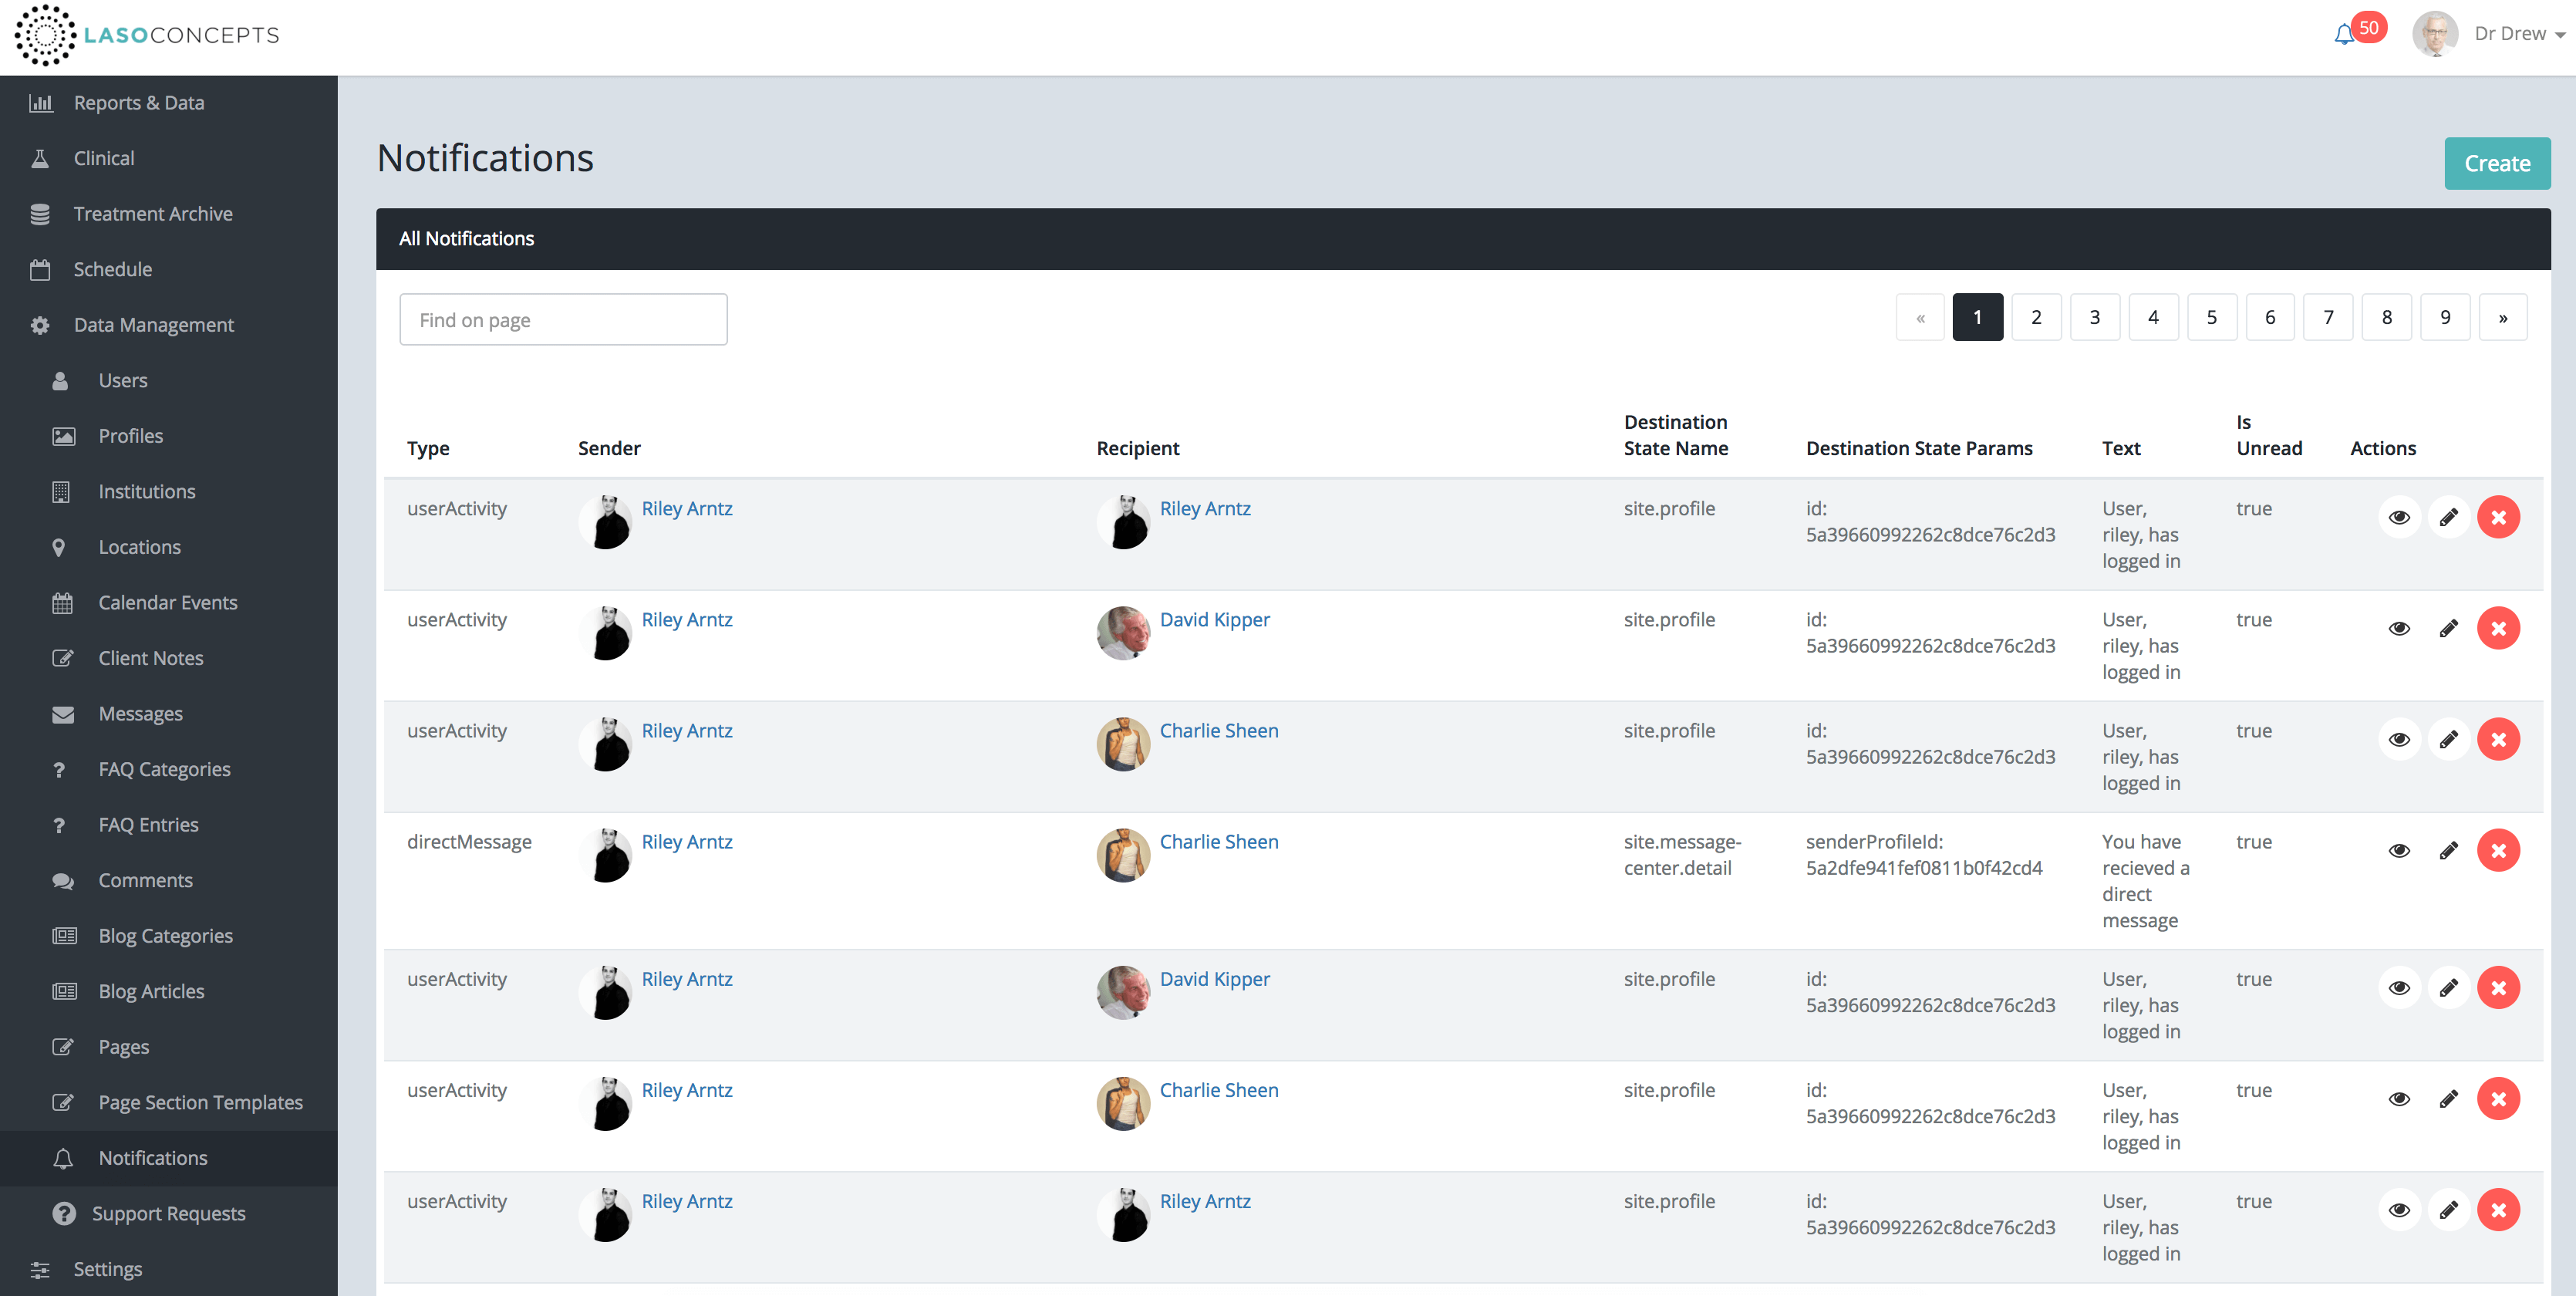 LASOCONCEPTS
50
Dr Drew
Reports & Data
Clinical
Treatment Archive
Schedule
Data Management
Users
Profiles
Institutions
Locations
Calendar Events
Client Notes
Messages
FAQ Categories
FAQ Entries
Comments
Blog Categories
Blog Articles
Pages
Page Section Templates
Notifications
Support Requests
Settings
Notifications
Create
All Notifications
Find on page
« 1 2 3 4 5 6 7 8 9 »
Type Sender Recipient Destination State Name Destination State Params Text Is Unread Actions
userActivity Riley Arntz Riley Arntz site.profile id: User, true
5a39660992262c8dce76c2d3 riley, has
logged in
userActivity Riley Arntz David Kipper site.profile id: User, true
5a39660992262c8dce76c2d3 riley, has
logged in
userActivity Riley Arntz Charlie Sheen site.profile id: User, true
5a39660992262c8dce76c2d3 riley, has
logged in
directMessage Riley Arntz Charlie Sheen site.message- senderProfileId: You have true
center.detail 5a2dfe941fef0811b0f42cd4 recieved a
direct
message
userActivity Riley Arntz David Kipper site.profile id: User, true
5a39660992262c8dce76c2d3 riley, has
logged in
userActivity Riley Arntz Charlie Sheen site.profile id: User, true
5a39660992262c8dce76c2d3 riley, has
logged in
userActivity Riley Arntz Riley Arntz site.profile id: User, true
5a39660992262c8dce76c2d3 riley, has
logged in